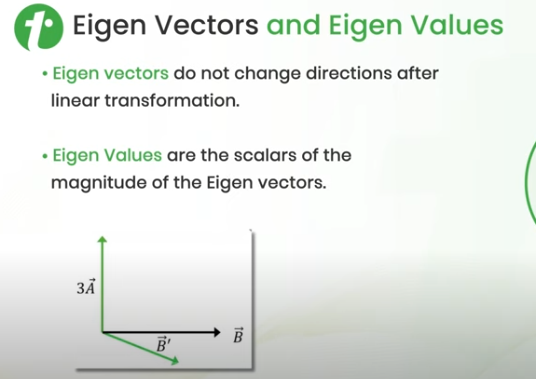 Eigen Vectors and Eigen Values
• Eigen vectors do not change directions after
linear transformation.
• Eigen Values are the scalars of the
magnitude of the Eigen vectors.
3A⃗
B⃗
B⃗′